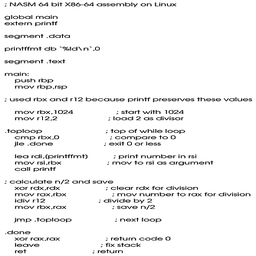 ; NASM 64 bit X86-64 assembly on Linux
global main
extern printf
segment .data
printffmt db '%ld\n',0
segment .text
main:
push rbp
mov rbp,rsp
; used rbx and r12 because printf preserves these values
mov rbx,1024 ; start with 1024
mov r12,2 ; load 2 as divisor
.toploop ; top of while loop
cmp rbx,0 ; compare to 0
jle .done ; exit 0 or less
lea rdi,(printffmt) ; print number in rsi
mov rsi,rbx ; mov to rsi as argument
call printf
; calculate n/2 and save
xor rdx,rdx ; clear rdx for division
mov rax,rbx ; mov number to rax for division
idiv r12 ; divide by 2
mov rbx,rax ; save n/2
jmp .toploop ; next loop
.done
xor rax,rax ; return code 0
leave ; fix stack
ret ; return